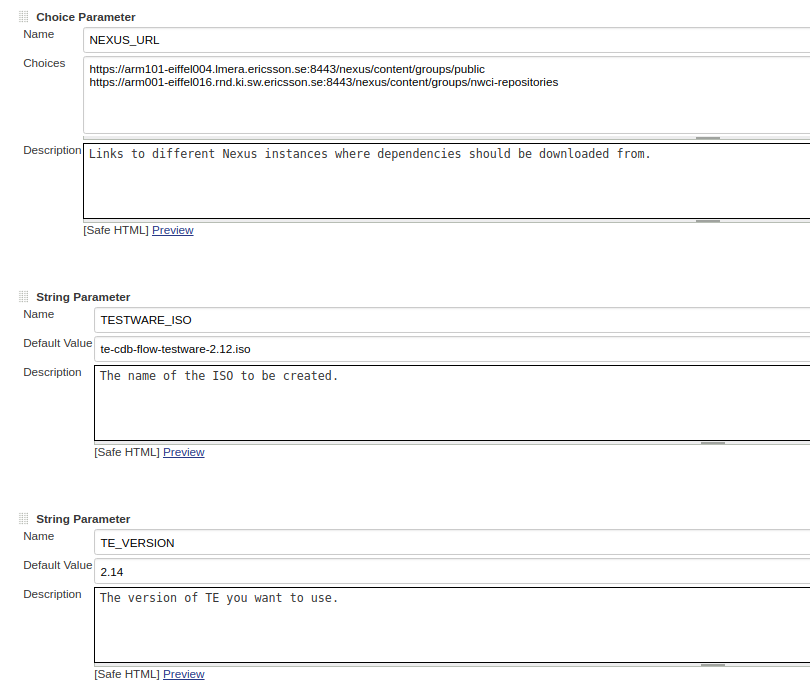 Choice Parameter
Name
NEXUS_URL
Choices
https://arm101-eiffel004.lmera.ericsson.se:8443/nexus/content/groups/public
https://arm001-eiffel016.rnd.ki.sw.ericsson.se:8443/nexus/content/groups/nwci-repositories
Description
Links to different Nexus instances where dependencies should be downloaded from.
[Safe HTML] Preview
String Parameter
Name
TESTWARE_ISO
Default Value
te-cdb-flow-testware-2.12.iso
Description
The name of the ISO to be created.
[Safe HTML] Preview
String Parameter
Name
TE_VERSION
Default Value
2.14
Description
The version of TE you want to use.
[Safe HTML] Preview